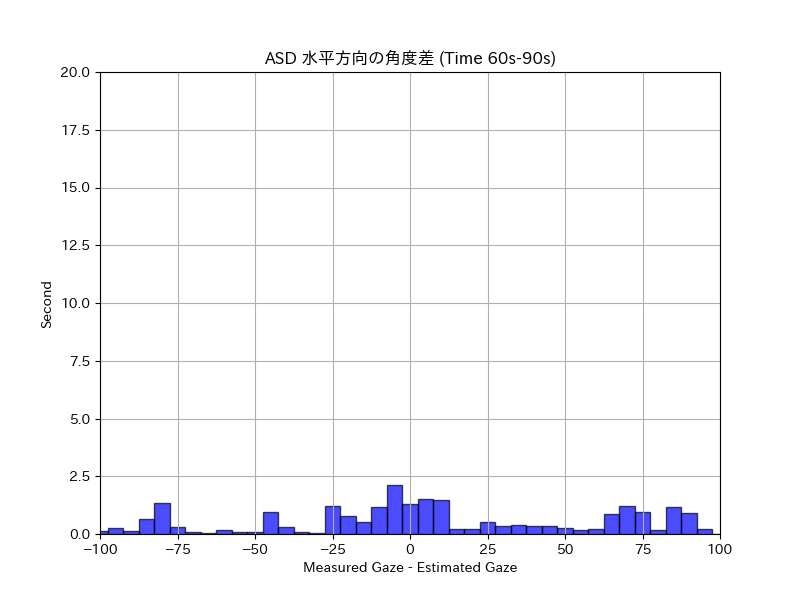 ASD 水平方向の角度差 (Time 60s-90s)
20.0
17.5
15.0
12.5
10.0
7.5
5.0
2.5
0.0
Second
−100 −75 −50 −25 0 25 50 75 100
Measured Gaze - Estimated Gaze